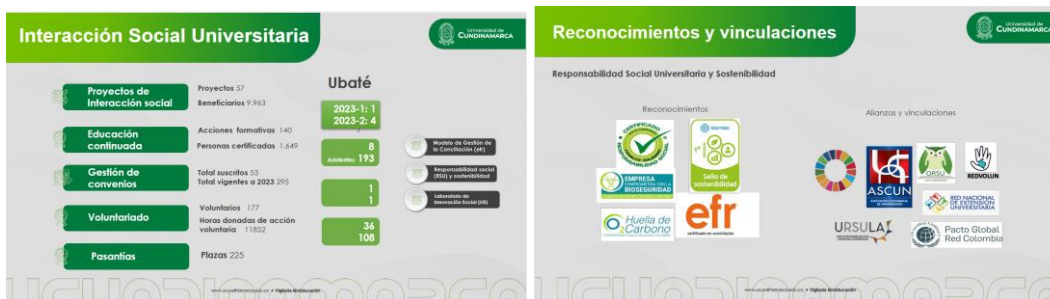 Interacción Social Universitaria
Universidad de
CUNDINAMARCA
Ubaté
Proyectos de
Interacción social
Proyectos 57
Beneficiarios 9.963
2023-1: 1
2023-2: 4
Educación
continuada
Acciones formativas 140
Personas certificadas 1.649
8
Asistentes 193
Modelo de Gestión de
la Conciliación (efr)
Gestión de
convenios
Total suscritos 53
Total vigentes a 2023 295
1
1
Responsabilidad social
(RSU) y sostenibilidad
Laboratorio de
Innovación Social (LIS)
Voluntariado
Voluntarios 177
Horas donadas de acción
voluntaria 11852
36
108
Pasantías
Plazas 225
Reconocimientos y vinculaciones
Universidad de
CUNDINAMARCA
Responsabilidad Social Universitaria y Sostenibilidad
Reconocimientos
Alianzas y vinculaciones
CERTIFICADO
RESPONSABILIDAD SOCIAL
Sello de
sostenibilidad
EMPRESA
COMPROMETIDA CON LA
BIOSEGURIDAD
Huella de
Carbono
efr
ASCUN
ORSU
REDVOLUN
RED NACIONAL
DE EXTENSIÓN
UNIVERSITARIA
URSULA
Pacto Global
Red Colombia